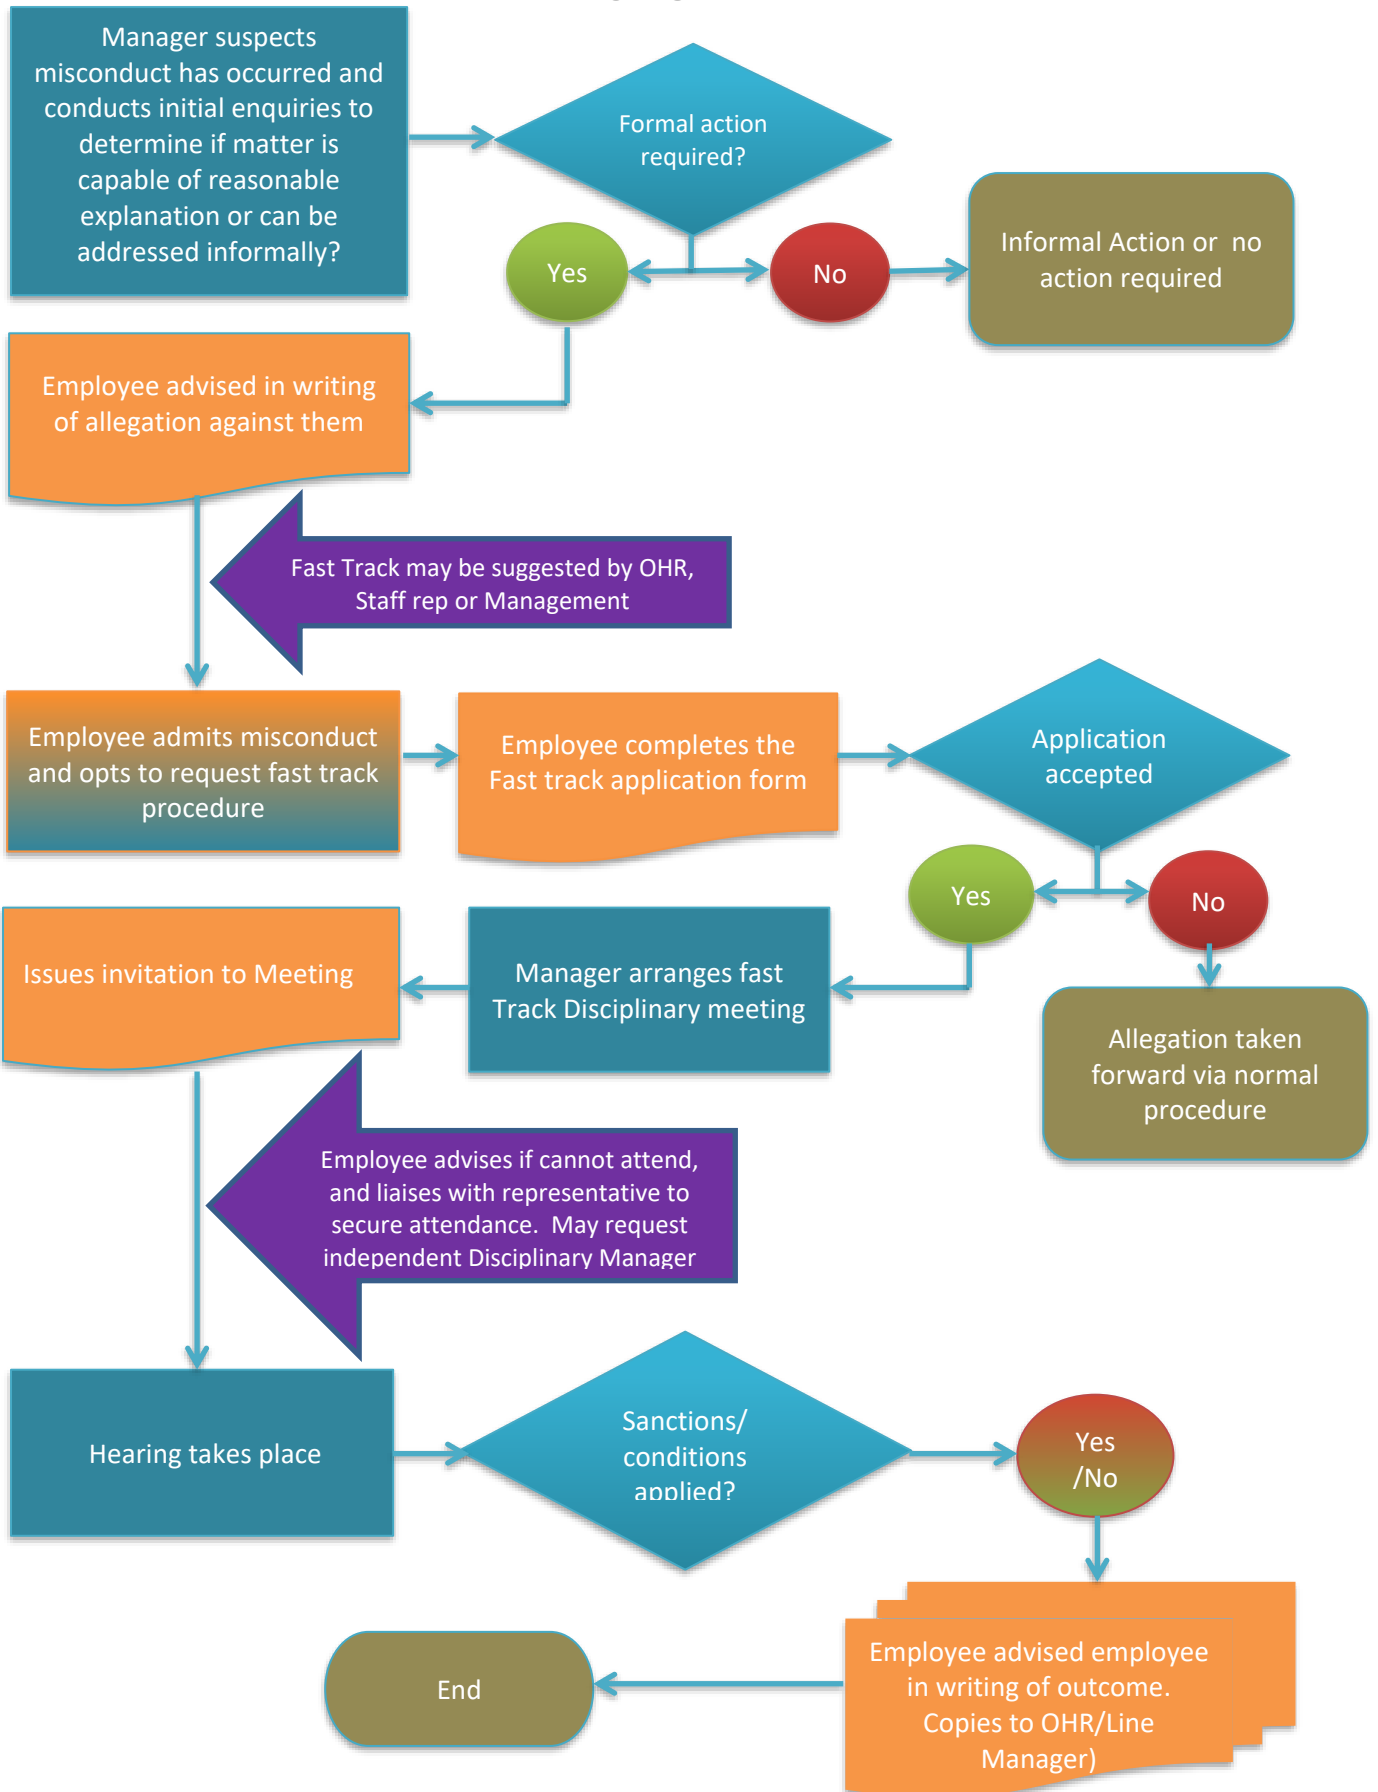 Manager suspects
misconduct has occurred and
conducts initial enquiries to
determine if matter is
capable of reasonable
explanation or can be
addressed informally?
Formal action
required?
Yes
No
Informal Action or  no
action required
Employee advised in writing
of allegation against them
Fast Track may be suggested by OHR,
Staff rep or Management
Employee admits misconduct
and opts to request fast track
procedure
Employee completes the
Fast track application form
Application
accepted
Yes
No
Allegation taken
forward via normal
procedure
Manager arranges fast
Track Disciplinary meeting
Issues invitation to Meeting
Employee advises if cannot attend,
and liaises with representative to
secure attendance.  May request
independent Disciplinary Manager
Hearing takes place
Sanctions/
conditions
applied?
Yes
/No
Employee advised employee
in writing of outcome.
Copies to OHR/Line
Manager)
End